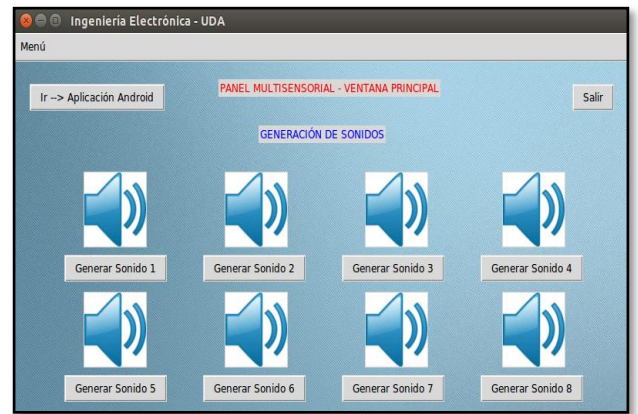 Ingeniería Electrónica - UDA
Menú
Ir --> Aplicación Android
PANEL MULTISENSORIAL - VENTANA PRINCIPAL
Salir
GENERACIÓN DE SONIDOS
Generar Sonido 1
Generar Sonido 2
Generar Sonido 3
Generar Sonido 4
Generar Sonido 5
Generar Sonido 6
Generar Sonido 7
Generar Sonido 8